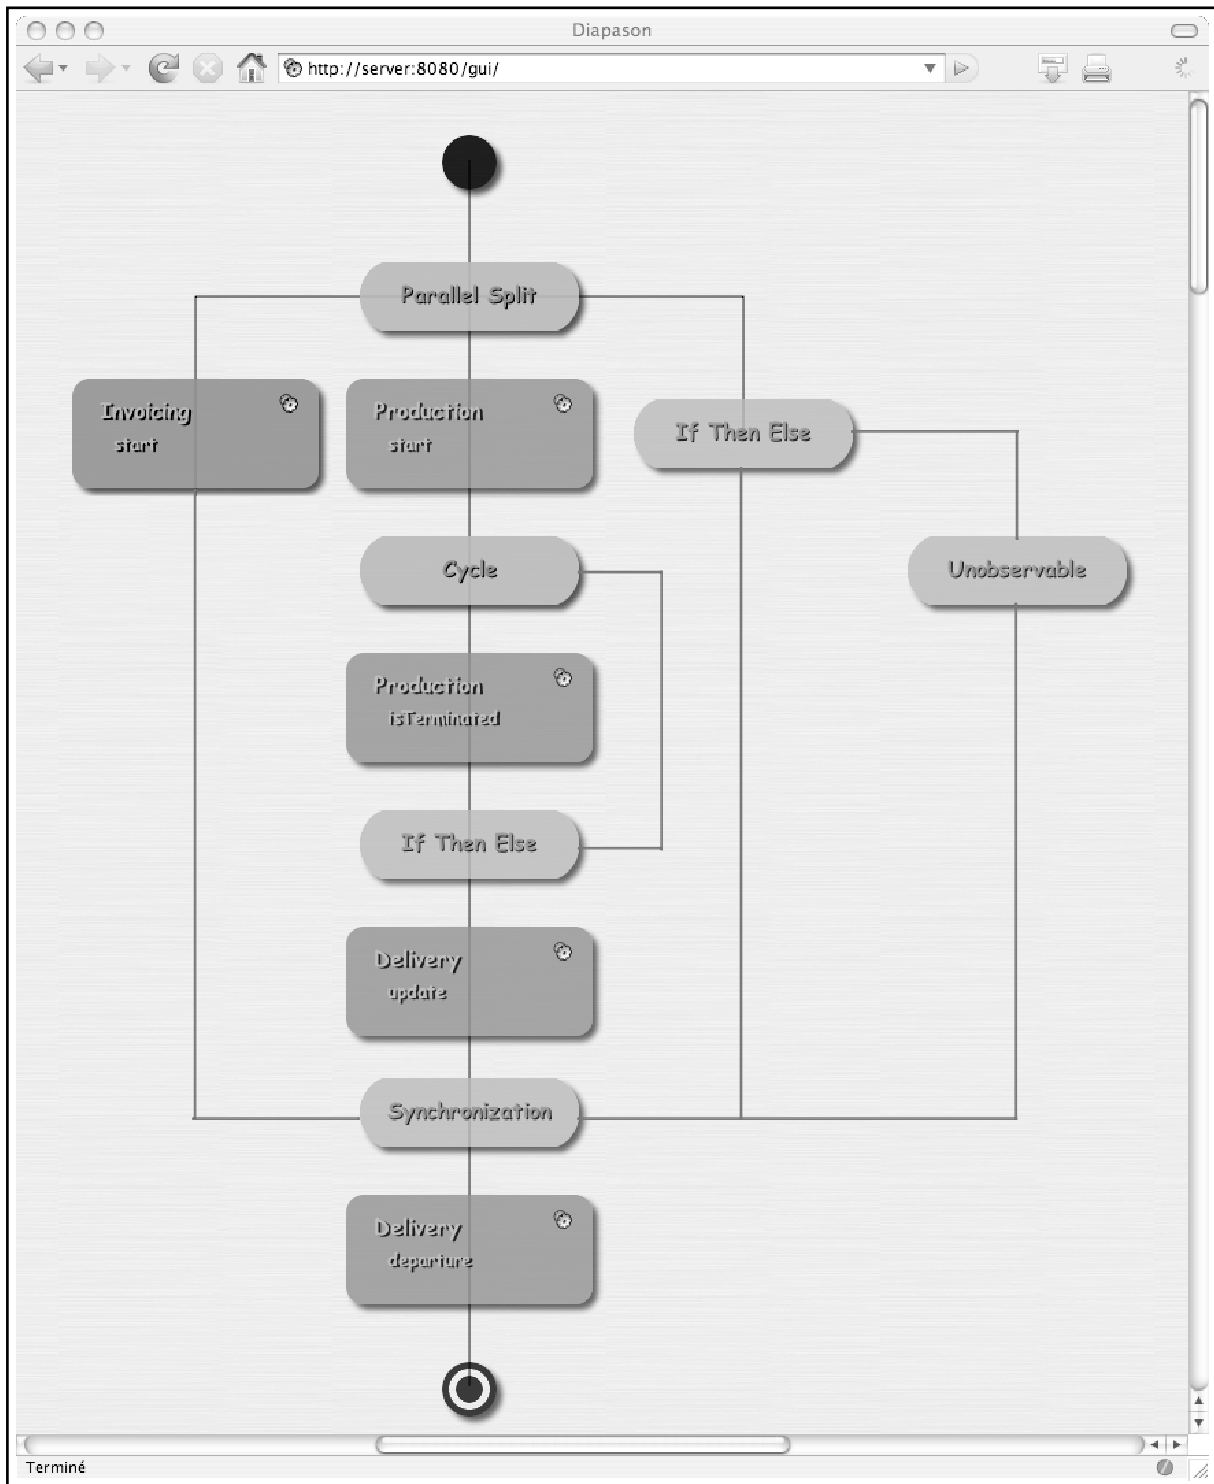 Diapason
http://server:8080/gui/
Parallel Split
Invoicing
start
Production
start
If Then Else
Cycle
Unobservable
Production
isTerminated
If Then Else
Delivery
update
Synchronization
Delivery
departure
Terminé